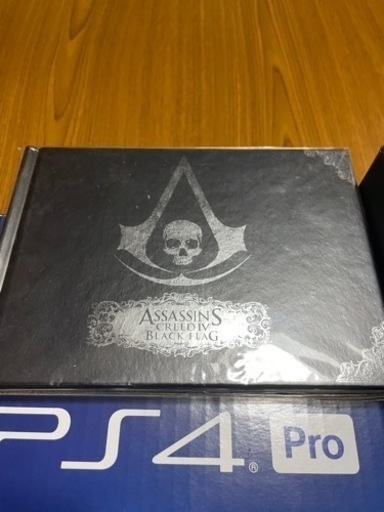 ASSASSIN'S
CREED IV
BLACK FLAG
PS4® Pro